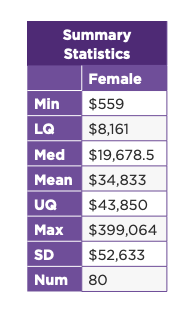 Summary
Statistics
Female
Min $559
LQ $8,161
Med $19,678.5
Mean $34,833
UQ $43,850
Max $399,064
SD $52,633
Num 80